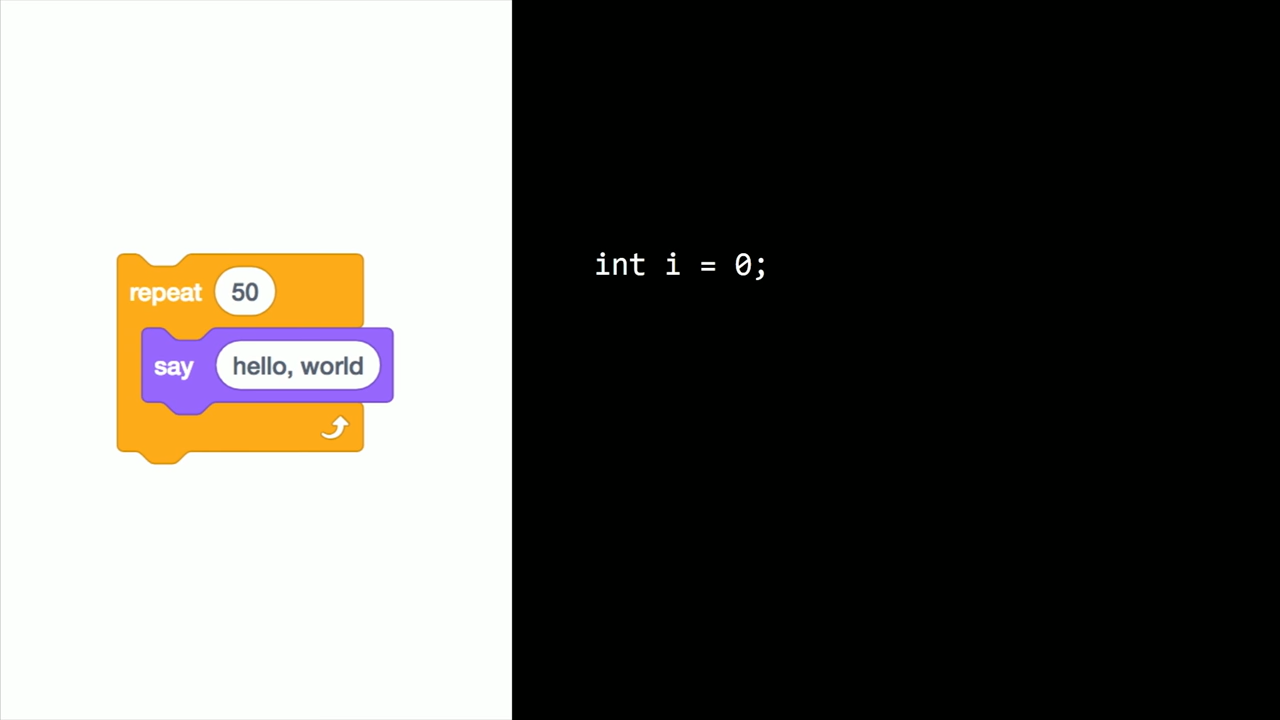 repeat 50
say hello, world
int i = 0;